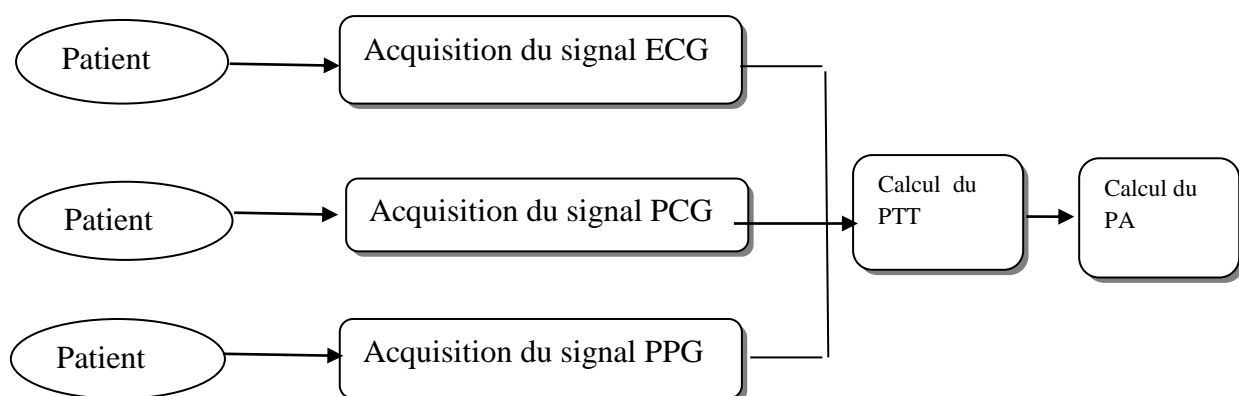 Patient
Acquisition du signal ECG
Patient
Acquisition du signal PCG
Calcul du
PTT
Calcul du
PA
Patient
Acquisition du signal PPG